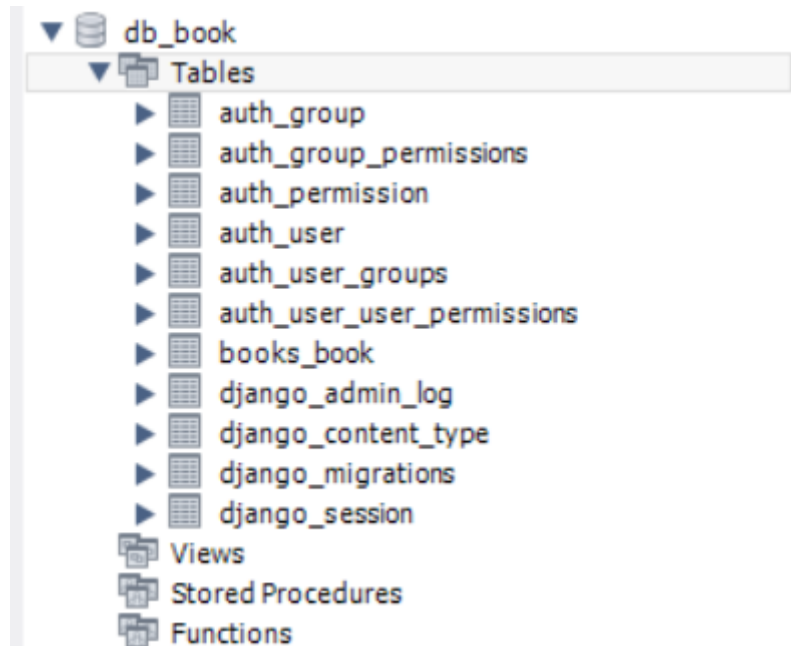 db_book
Tables
auth_group
auth_group_permissions
auth_permission
auth_user
auth_user_groups
auth_user_user_permissions
books_book
django_admin_log
django_content_type
django_migrations
django_session
Views
Stored Procedures
Functions